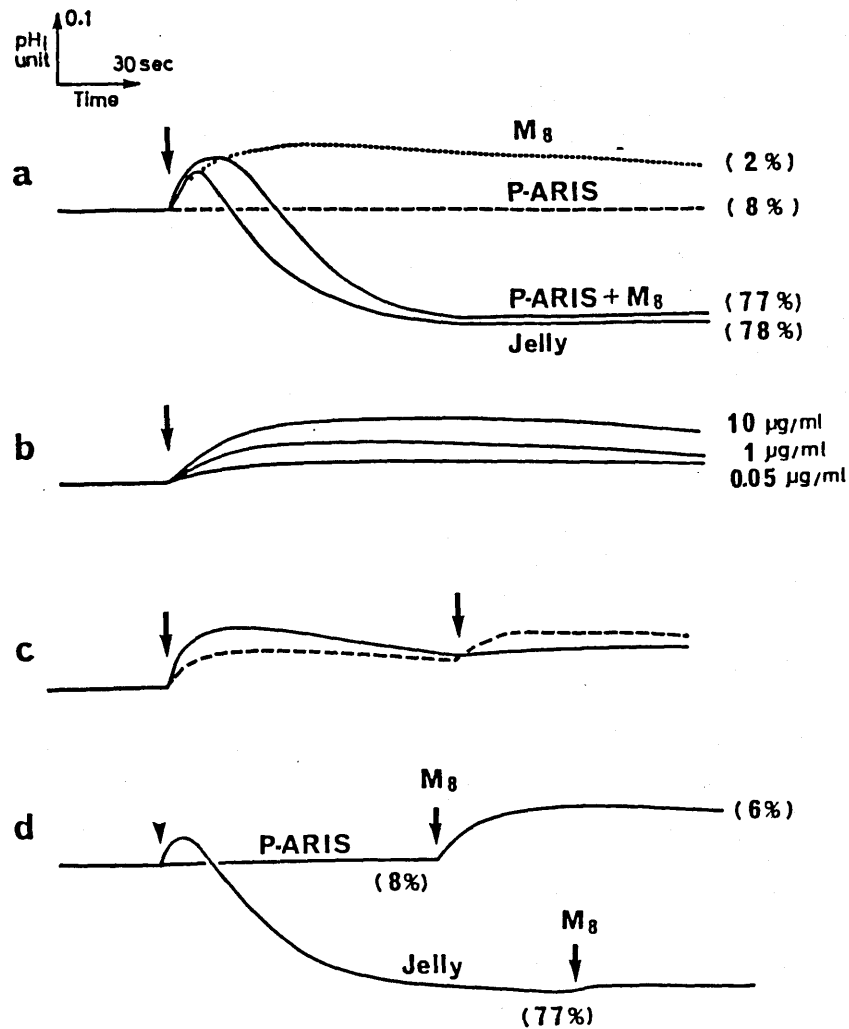 0.1
pHi
unit
30 sec
Time
a
M8
(2%)
P-ARIS
(8%)
P-ARIS + M8
(77%)
Jelly
(78%)
b
10 µg/ml
1 µg/ml
0.05 µg/ml
c
d
M8
(6%)
P-ARIS
(8%)
M8
Jelly
(77%)